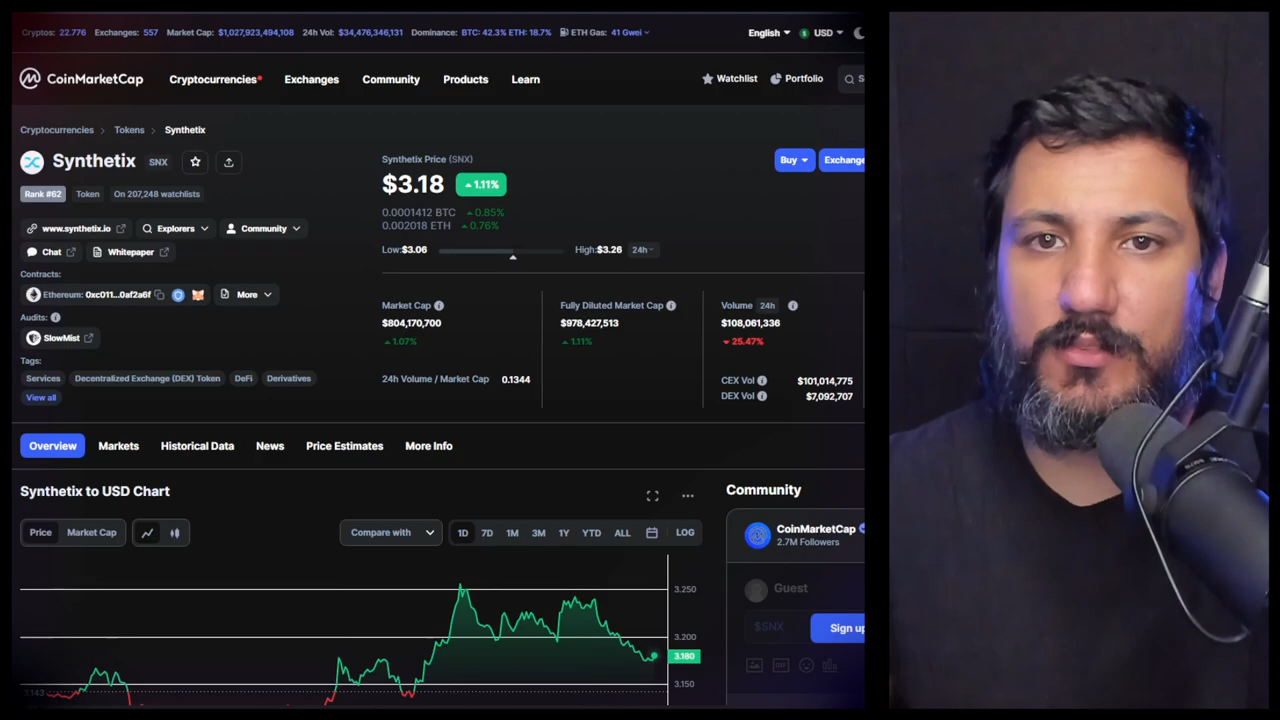 Cryptos: 22.776 Exchanges: 557 Market Cap: $1,027,923,494,108 24h Vol: $34,476,346,131 Dominance: BTC: 42.3% ETH: 18.7% ETH Gas: 41 Gwei English USD
CoinMarketCap Cryptocurrencies Exchanges Community Products Learn Watchlist Portfolio
Cryptocurrencies > Tokens > Synthetix
Synthetix SNX
Rank #62 Token On 207,248 watchlists
www.synthetix.io Explorers Community
Chat Whitepaper
Contracts:
Ethereum: 0xc011...0af2a6f More
Audits:
SlowMist
Tags:
Services Decentralized Exchange (DEX) Token DeFi Derivatives
View all
Synthetix Price (SNX)
$3.18 1.11%
Buy Exchange
0.0001412 BTC 0.85%
0.002018 ETH 0.76%
Low:$3.06 High:$3.26 24h
Market Cap
$804,170,700
1.07%
24h Volume / Market Cap 0.1344
Fully Diluted Market Cap
$978,427,513
1.11%
Volume 24h
$108,061,336
25.47%
CEX Vol $101,014,775
DEX Vol $7,092,707
Overview Markets Historical Data News Price Estimates More Info
Synthetix to USD Chart
Price Market Cap Compare with 1D 7D 1M 3M 1Y YTD ALL LOG
3.250
3.200
3.180
3.150
3.143
Community
CoinMarketCap
2.7M Followers
Guest
$SNX Sign up
GIF